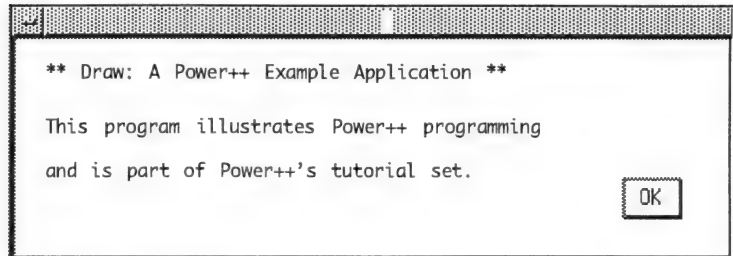 ** Draw: A Power++ Example Application **
This program illustrates Power++ programming
and is part of Power++'s tutorial set.
OK